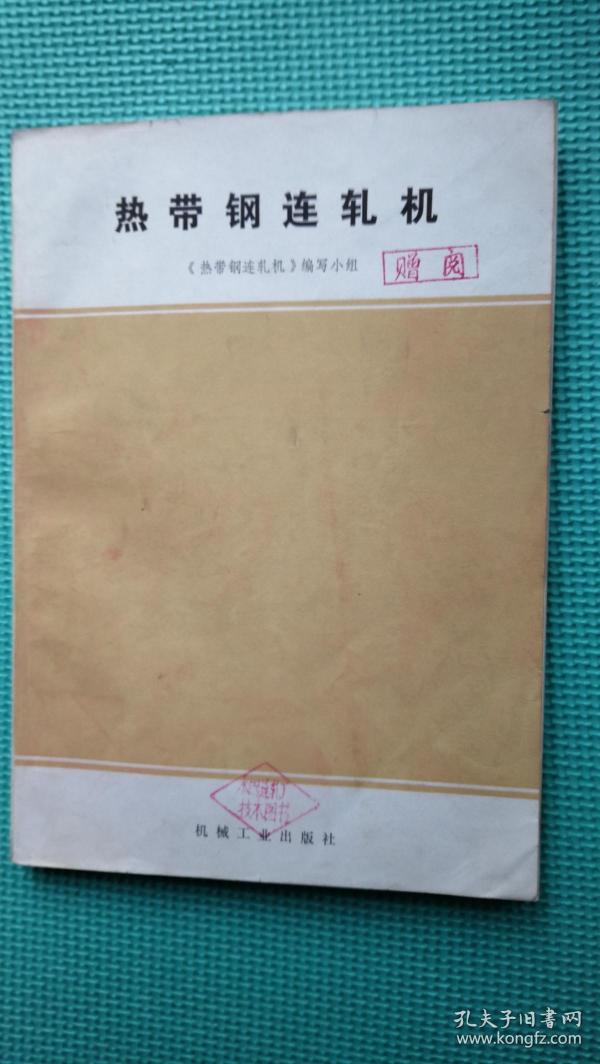 热带钢连轧机
《热带钢连轧机》编写小组
赠阅
技术图书
机械工业出版社
孔夫子旧书网
www.kongfz.com